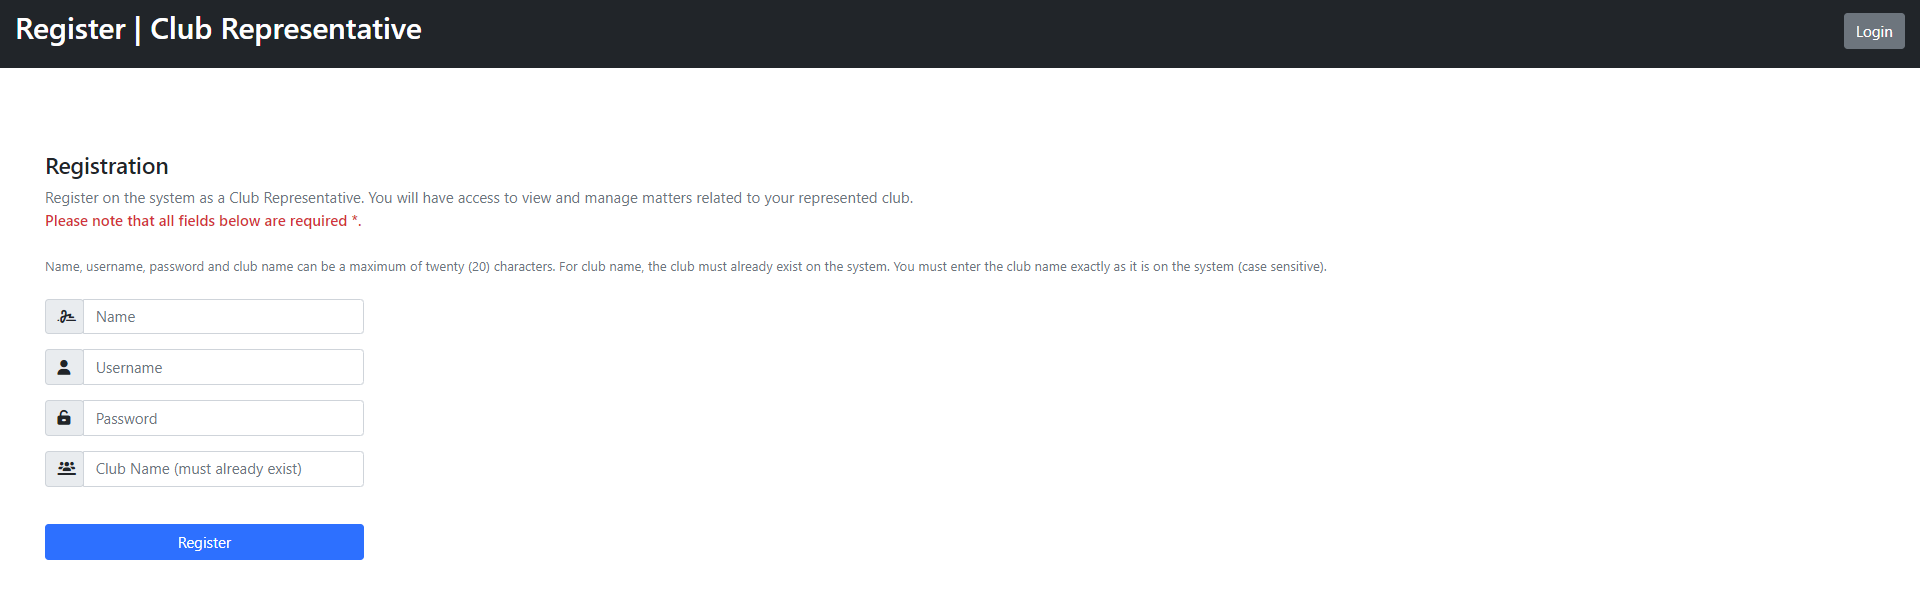 Register | Club Representative
Login
Registration
Register on the system as a Club Representative. You will have access to view and manage matters related to your represented club.
Please note that all fields below are required *.
Name, username, password and club name can be a maximum of twenty (20) characters. For club name, the club must already exist on the system. You must enter the club name exactly as it is on the system (case sensitive).
Name
Username
Password
Club Name (must already exist)
Register